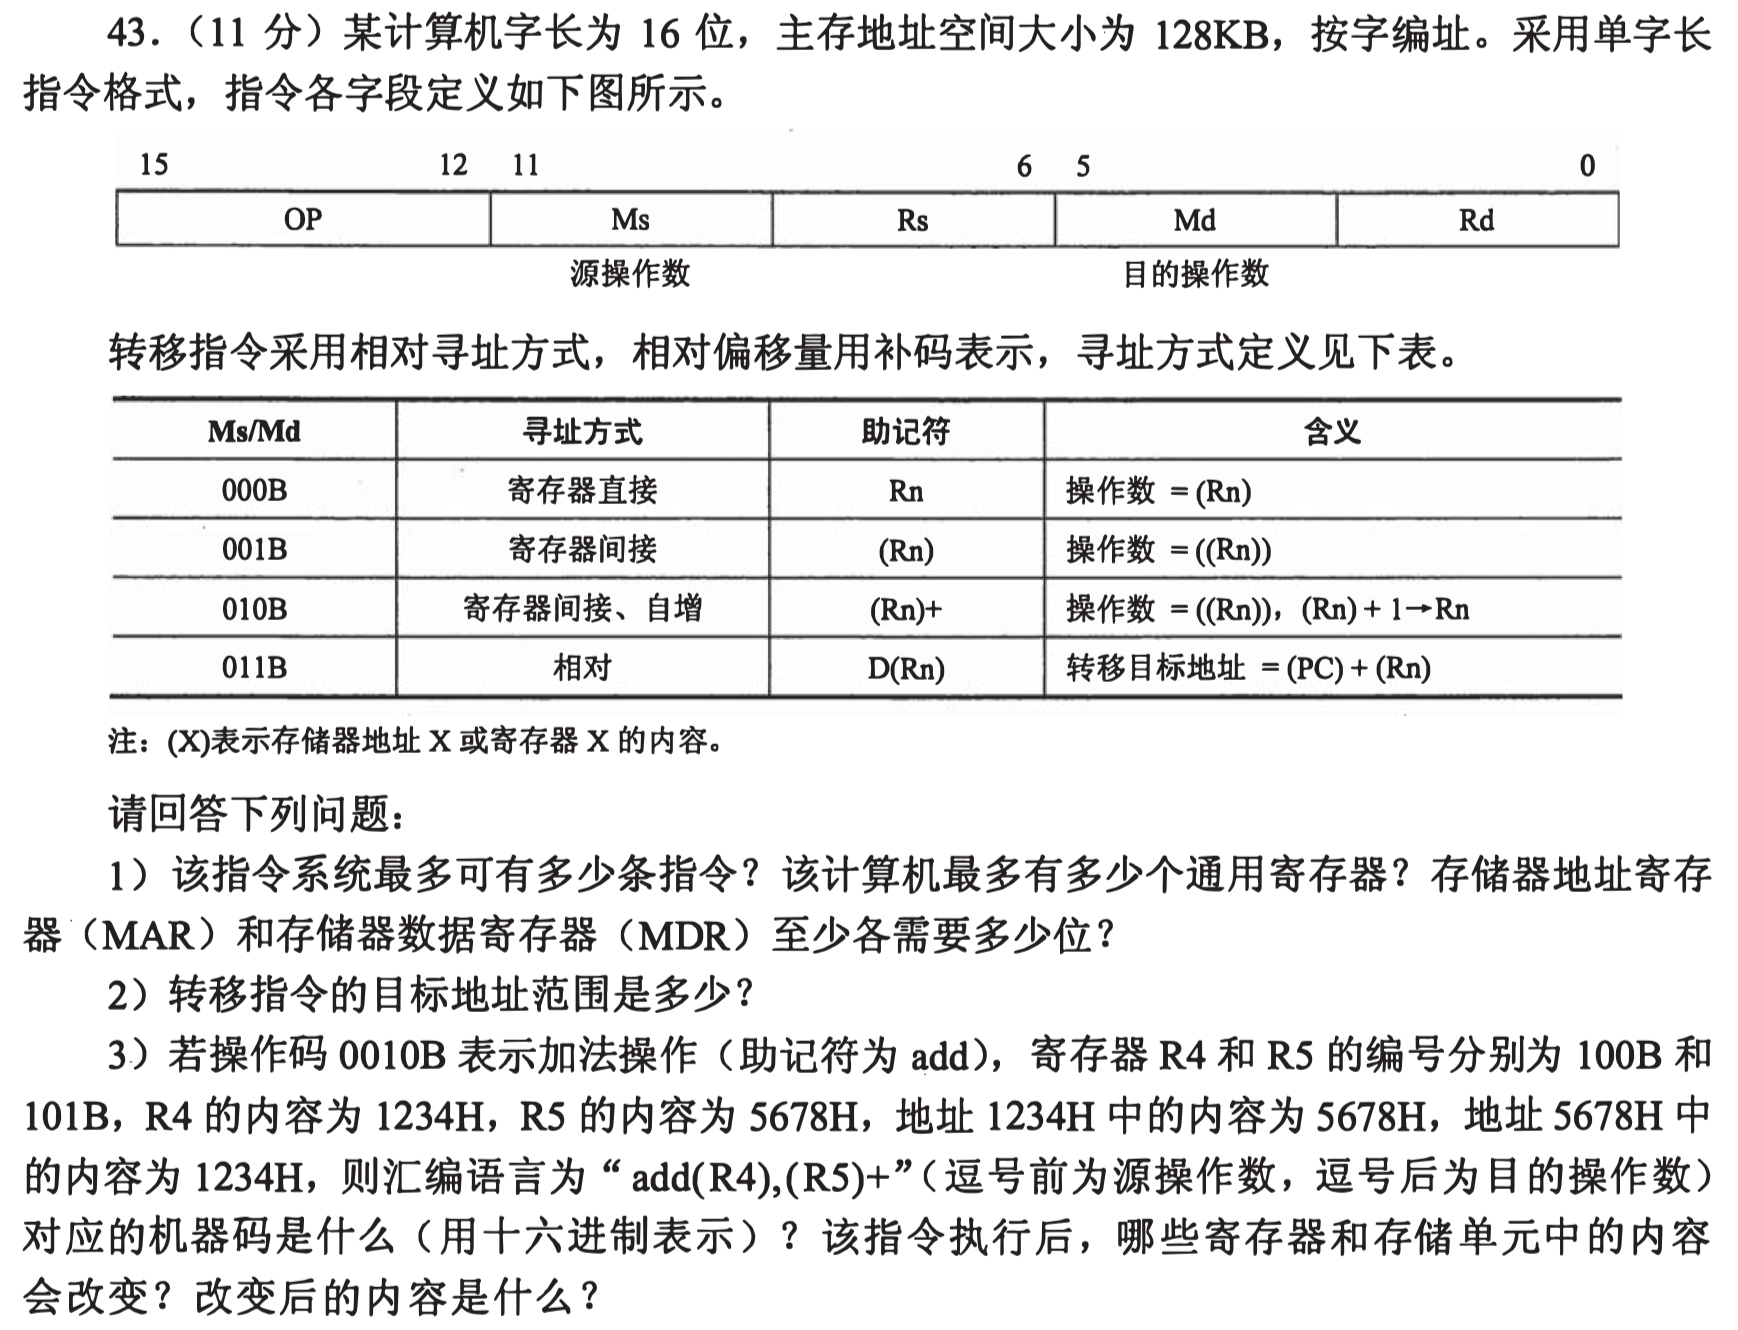 43.（11 分）某计算机字长为 16 位，主存地址空间大小为 128KB，按字编址。采用单字长
指令格式，指令各字段定义如下图所示。
15 12 11 6 5 0
OP Ms Rs Md Rd
源操作数 目的操作数
转移指令采用相对寻址方式，相对偏移量用补码表示，寻址方式定义见下表。
Ms/Md 寻址方式 助记符 含义
000B 寄存器直接 Rn 操作数 =(Rn)
001B 寄存器间接 (Rn) 操作数 =((Rn))
010B 寄存器间接、自增 (Rn)+ 操作数 =((Rn))，(Rn)+1→Rn
011B 相对 D(Rn) 转移目标地址 =(PC)+(Rn)
注：(X)表示存储器地址 X 或寄存器 X 的内容。
请回答下列问题：
1）该指令系统最多可有多少条指令？该计算机最多有多少个通用寄存器？存储器地址寄存
器（MAR）和存储器数据寄存器（MDR）至少各需要多少位？
2）转移指令的目标地址范围是多少？
3）若操作码 0010B 表示加法操作（助记符为 add），寄存器 R4 和 R5 的编号分别为 100B 和
101B，R4 的内容为 1234H，R5 的内容为 5678H，地址 1234H 中的内容为 5678H，地址 5678H 中
的内容为 1234H，则汇编语言为“add(R4),(R5)+”（逗号前为源操作数，逗号后为目的操作数）
对应的机器码是什么（用十六进制表示）？该指令执行后，哪些寄存器和存储单元中的内容
会改变？改变后的内容是什么？